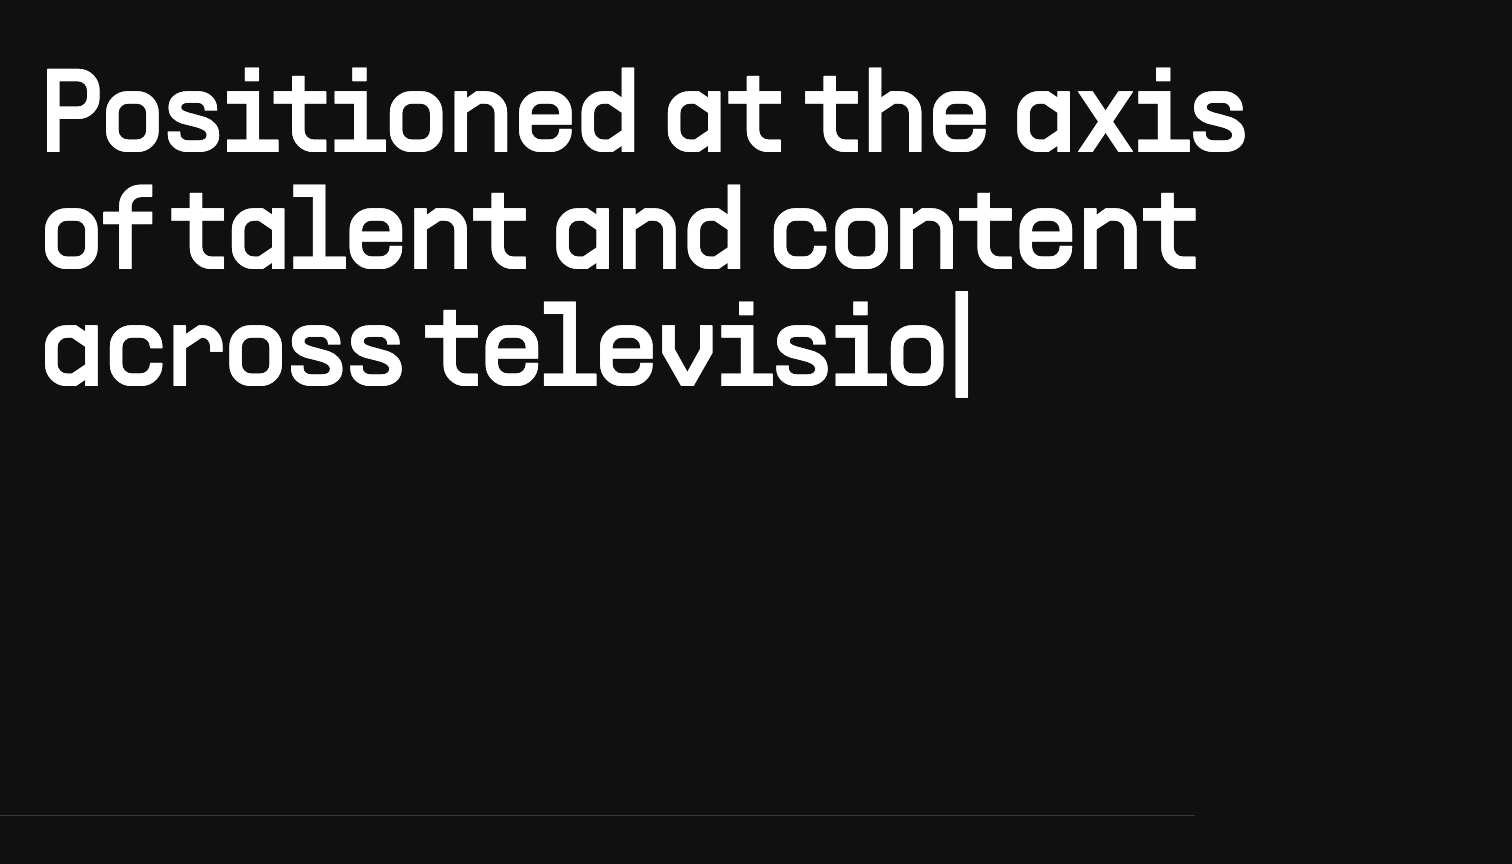 Positioned at the axis
of talent and content
across televisio